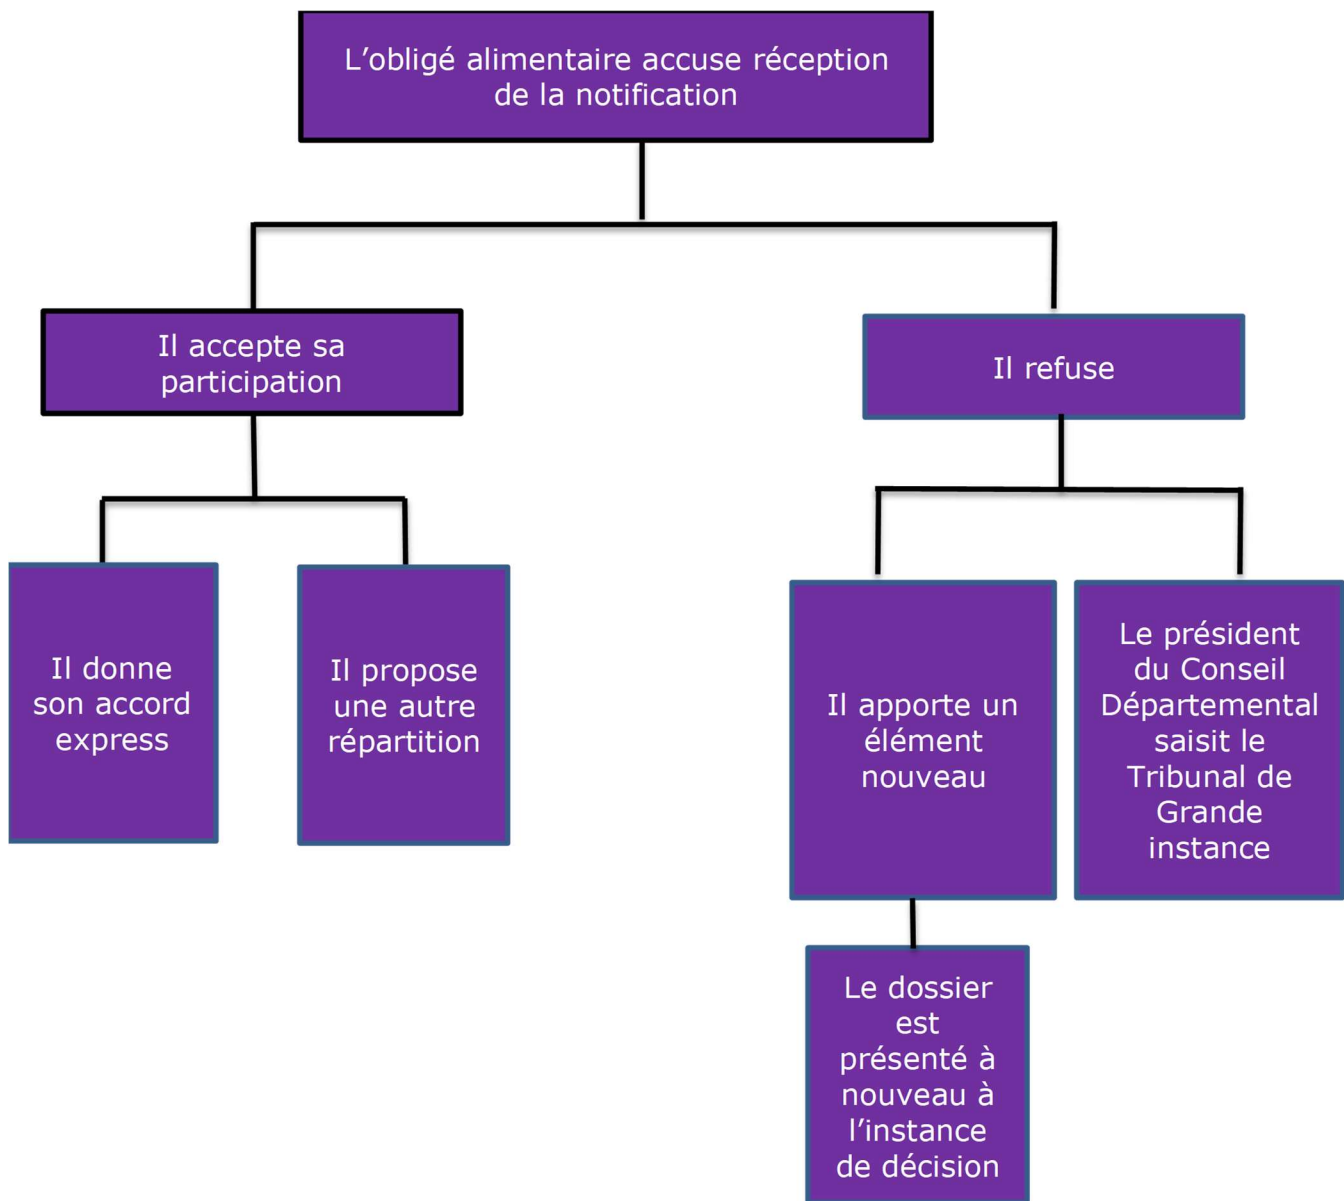 L’obligé alimentaire accuse réception
de la notification
Il accepte sa
participation
Il refuse
Il donne
son accord
express
Il propose
une autre
répartition
Il apporte un
élément
nouveau
Le président
du Conseil
Départemental
saisit le
Tribunal de
Grande
instance
Le dossier
est
présenté à
nouveau à
l’instance
de décision